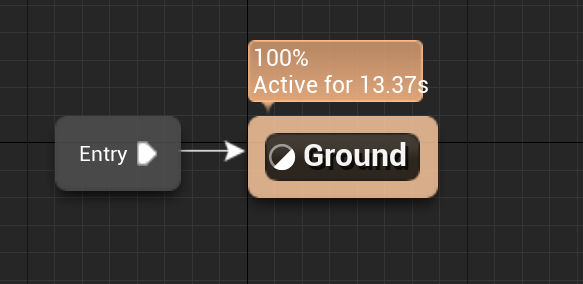 100%
Active for 13.37s
Entry
Ground